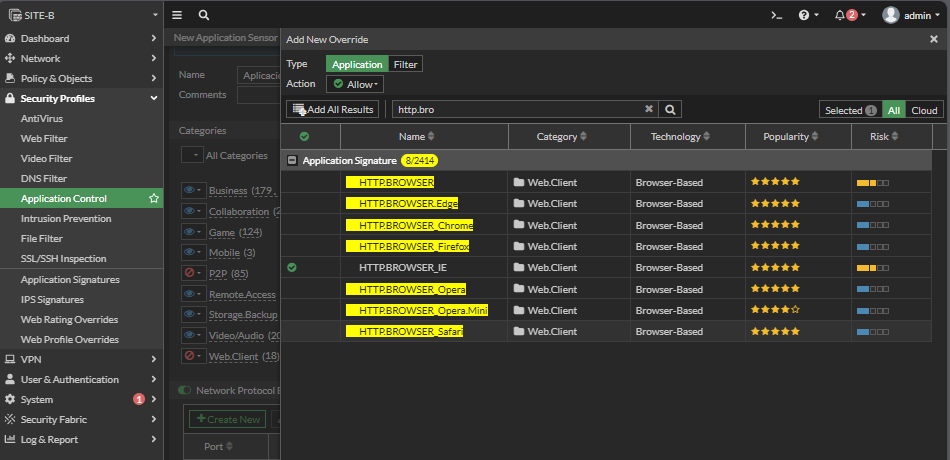 SITE-B
2
admin
Dashboard
Network
Policy & Objects
Security Profiles
AntiVirus
Web Filter
Video Filter
DNS Filter
Application Control
Intrusion Prevention
File Filter
SSL/SSH Inspection
Application Signatures
IPS Signatures
Web Rating Overrides
Web Profile Overrides
VPN
User & Authentication
System 1
Security Fabric
Log & Report
New Application Sensor
Name Aplicació
Comments
Categories
All Categories
Business (179
Collaboration (2
Game (124)
Mobile (3)
P2P (85)
Remote.Access
Storage.Backup
Video/Audio (20
Web.Client (18)
Network Protocol E
Create New
Port
Add New Override
Type Application Filter
Action Allow
Add All Results http.bro Selected 1 All Cloud
Name Category Technology Popularity Risk
Application Signature 8/2414
HTTP.BROWSER Web.Client Browser-Based
HTTP.BROWSER.Edge Web.Client Browser-Based
HTTP.BROWSER_Chrome Web.Client Browser-Based
HTTP.BROWSER_Firefox Web.Client Browser-Based
HTTP.BROWSER_IE Web.Client Browser-Based
HTTP.BROWSER_Opera Web.Client Browser-Based
HTTP.BROWSER_Opera.Mini Web.Client Browser-Based
HTTP.BROWSER_Safari Web.Client Browser-Based